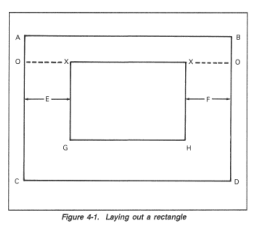 A B
O X X O
E F
G H
C D
Figure 4-1. Laying out a rectangle